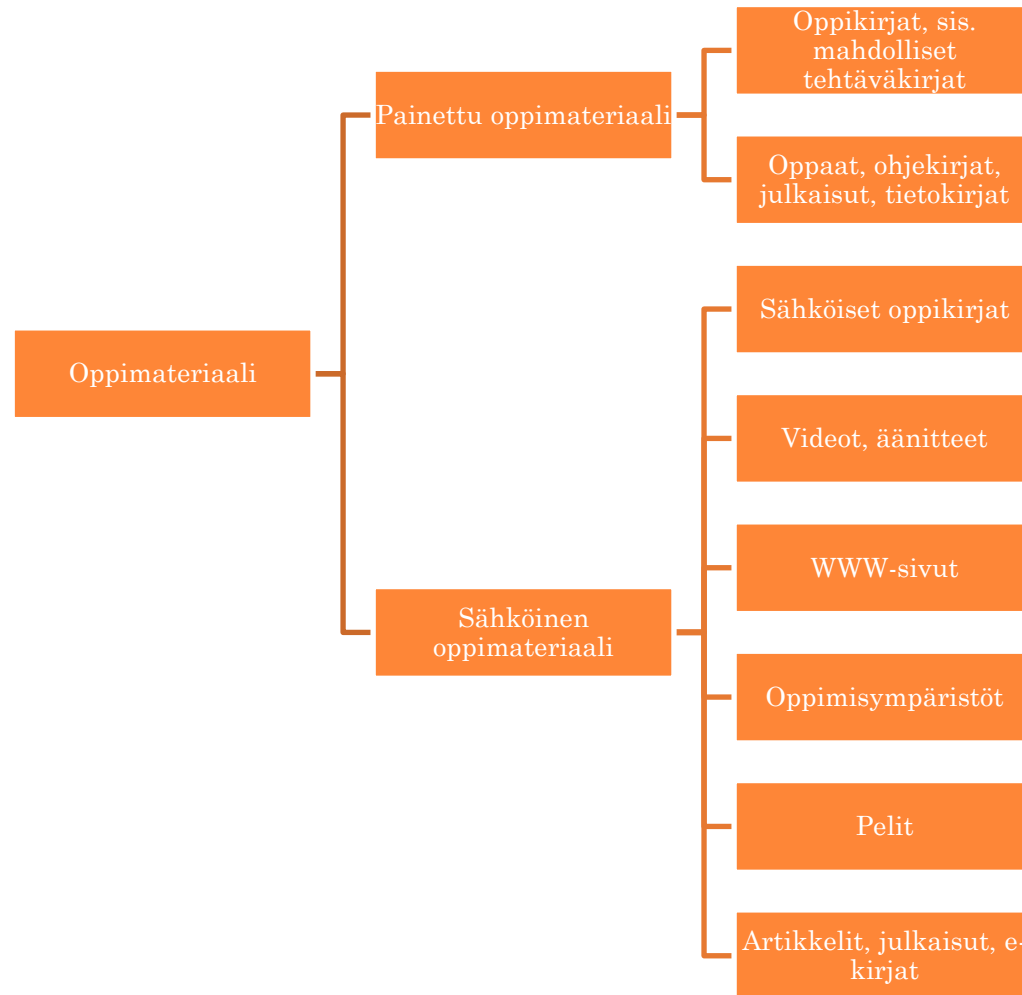 Oppimateriaali
Painettu oppimateriaali
Oppikirjat, sis.
mahdolliset
tehtäväkirjat
Oppaat, ohjekirjat,
julkaisut, tietokirjat
Sähköinen
oppimateriaali
Sähköiset oppikirjat
Videot, äänitteet
WWW-sivut
Oppimisympäristöt
Pelit
Artikkelit, julkaisut, e-
kirjat